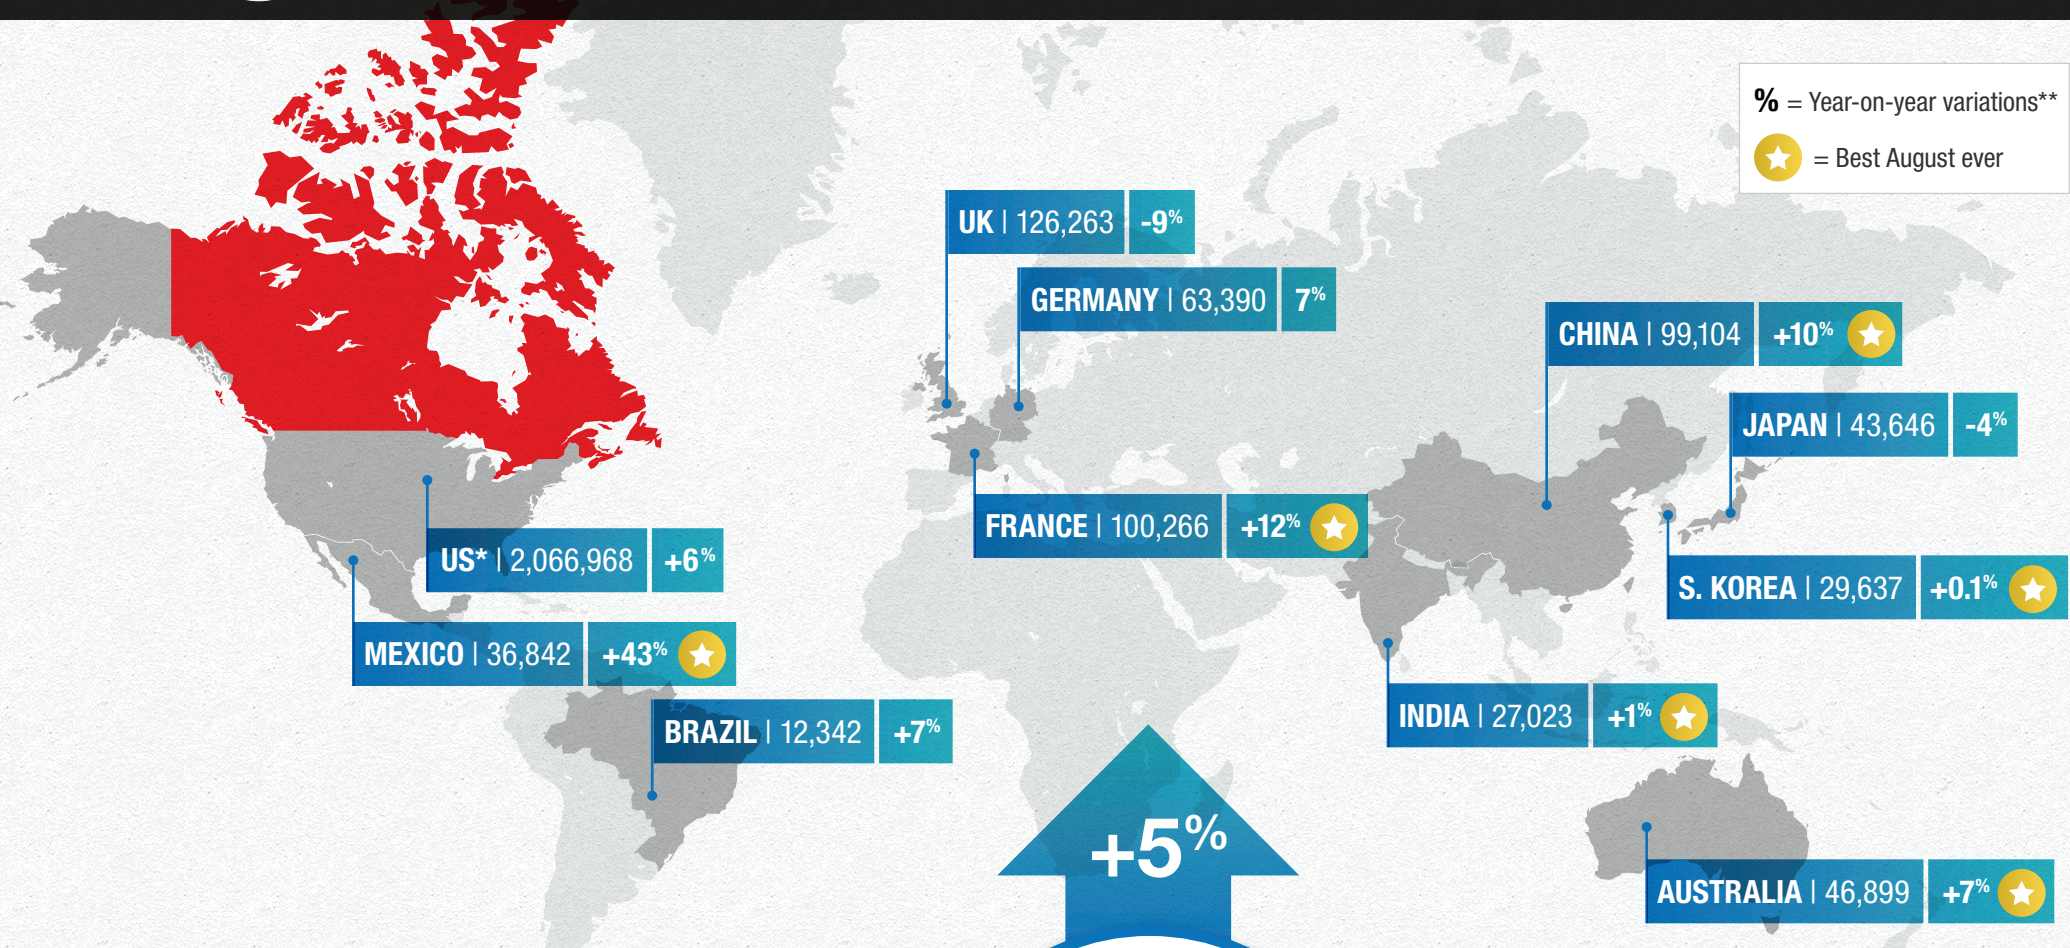 % = Year-on-year variations**
= Best August ever
UK | 126,263 -9%
GERMANY | 63,390 7%
CHINA | 99,104 +10%
JAPAN | 43,646 -4%
FRANCE | 100,266 +12%
US* | 2,066,968 +6%
S. KOREA | 29,637 +0.1%
MEXICO | 36,842 +43%
INDIA | 27,023 +1%
BRAZIL | 12,342 +7%
+5%
AUSTRALIA | 46,899 +7%